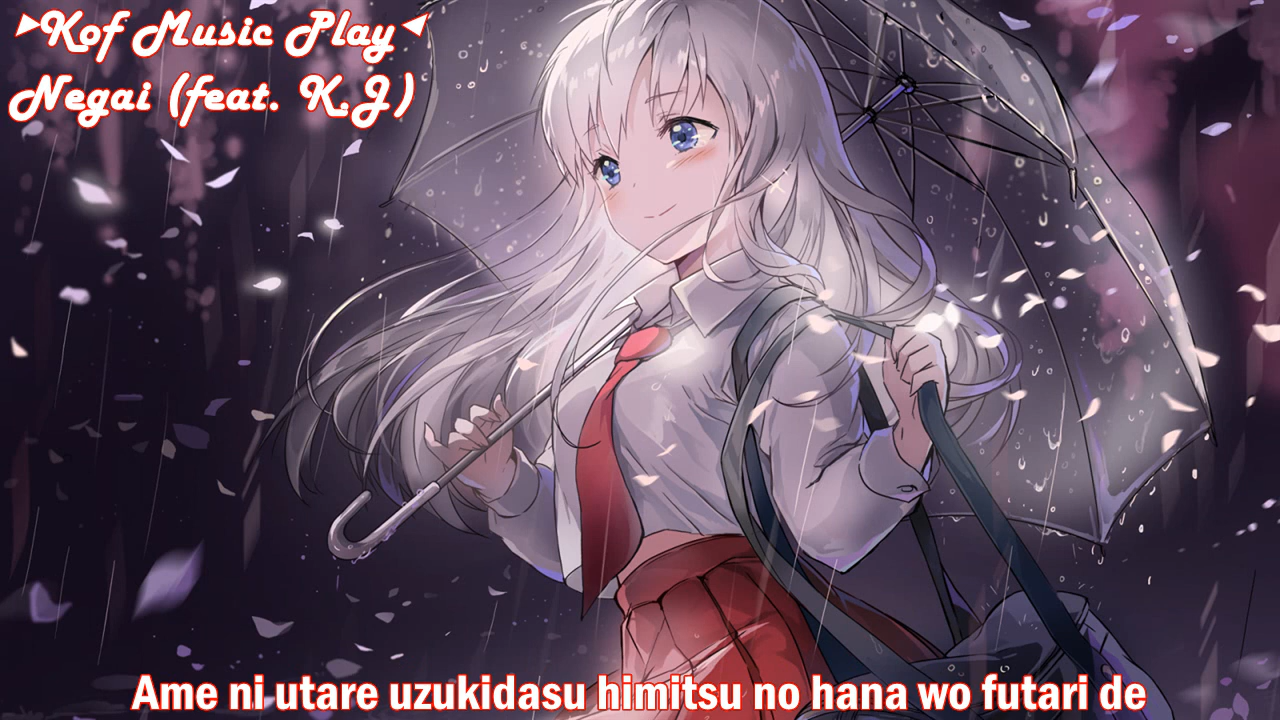 ►Kof Music Play◄
Negai (feat. K.J)
Ame ni utare uzukidasu himitsu no hana wo futari de